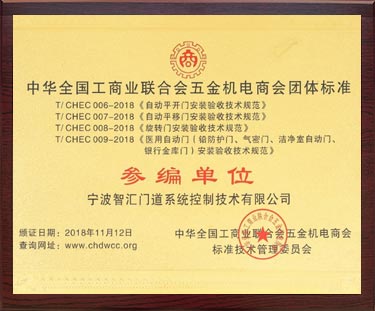 中华全国工商业联合会五金机电商会团体标准
T/CHEC 006-2018《自动平开门安装验收技术规范》
T/CHEC 007-2018《自动平移门安装验收技术规范》
T/CHEC 008-2018《旋转门安装验收技术规范》
T/CHEC 009-2018《医用自动门（铅防护门、气密门、洁净室自动门、
银行金库门）安装验收技术规范》
参编单位
宁波智汇门道系统控制技术有限公司
颁证日期：2018年11月12日
查询网址：www.chdwcc.org
中华全国工商业联合会五金机电商会
标准技术管理委员会